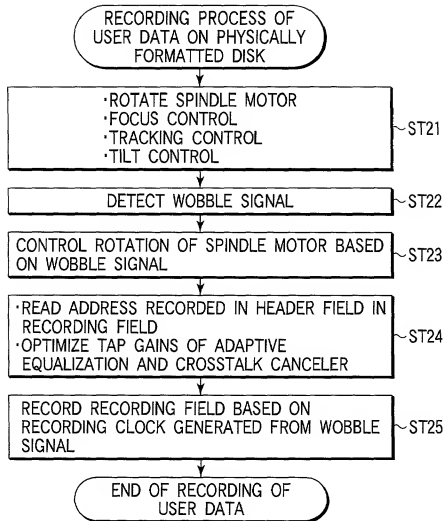 RECORDING PROCESS OF
USER DATA ON PHYSICALLY
FORMATTED DISK
·ROTATE SPINDLE MOTOR
·FOCUS CONTROL
·TRACKING CONTROL
·TILT CONTROL
ST21
DETECT WOBBLE SIGNAL
ST22
CONTROL ROTATION OF SPINDLE MOTOR BASED
ON WOBBLE SIGNAL
ST23
·READ ADDRESS RECORDED IN HEADER FIELD IN
RECORDING FIELD
·OPTIMIZE TAP GAINS OF ADAPTIVE
EQUALIZATION AND CROSSTALK CANCELER
ST24
RECORD RECORDING FIELD BASED ON
RECORDING CLOCK GENERATED FROM WOBBLE
SIGNAL
ST25
END OF RECORDING OF
USER DATA